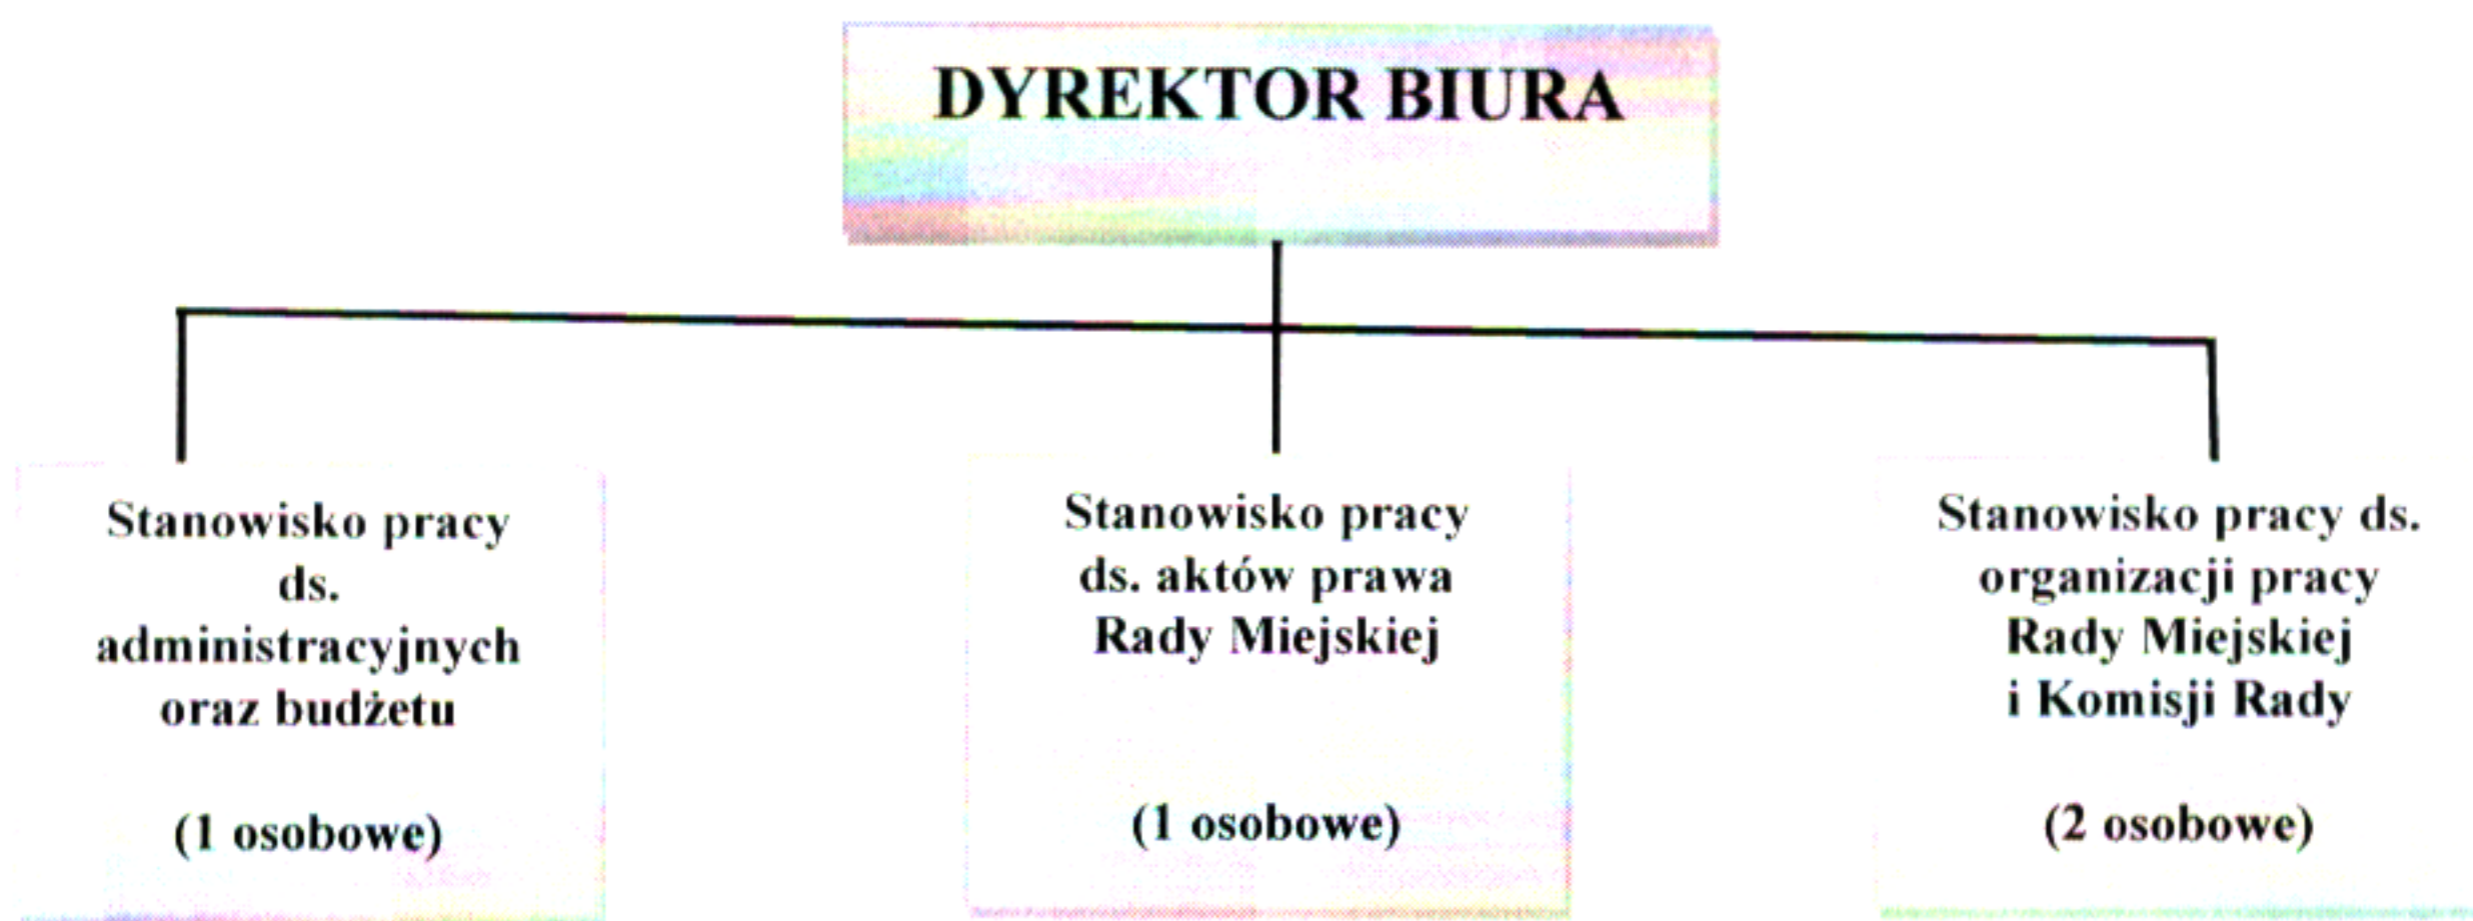 DYREKTOR BIURA
Stanowisko pracy
ds.
administracyjnych
oraz budżetu
(1 osobowe)
Stanowisko pracy
ds. aktów prawa
Rady Miejskiej
(1 osobowe)
Stanowisko pracy ds.
organizacji pracy
Rady Miejskiej
i Komisji Rady
(2 osobowe)